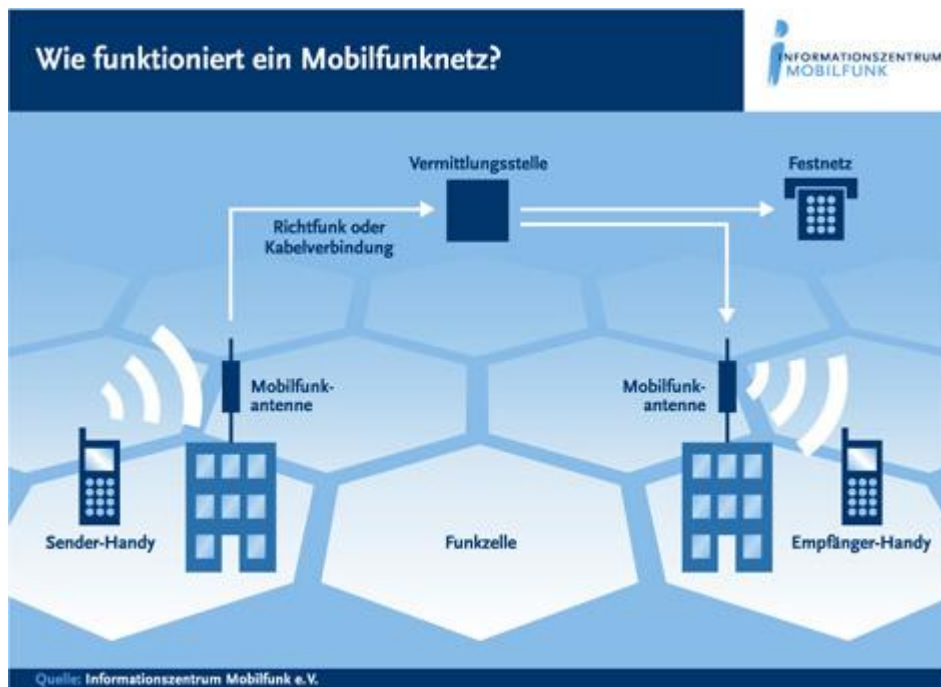 Wie funktioniert ein Mobilfunknetz?
INFORMATIONSZENTRUM
MOBILFUNK
Vermittlungsstelle
Festnetz
Richtfunk oder
Kabelverbindung
Mobilfunk-
antenne
Mobilfunk-
antenne
Sender-Handy
Funkzelle
Empfänger-Handy
Quelle: Informationszentrum Mobilfunk e.V.